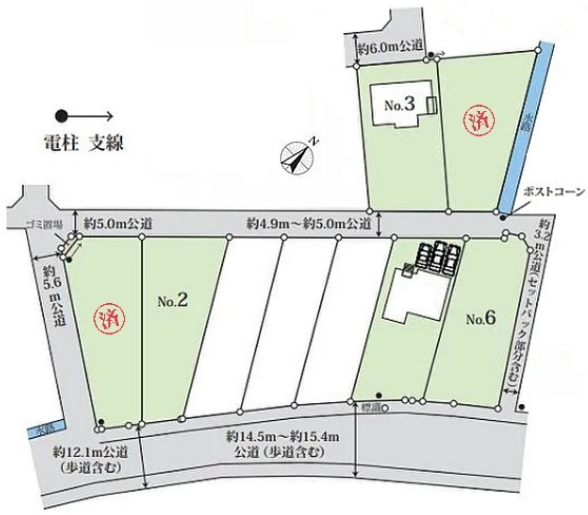 約6.0m公道
No.3
済
水路
電柱 支線
N
ポストコーン
ゴミ置場
約5.0m公道
約4.9m～約5.0m公道
約5.6m公道
約3.2m公道(セットバック部分含む)
済
No.2
No.6
標識
水路
約12.1m公道
(歩道含む)
約14.5m～約15.4m
公道(歩道含む)